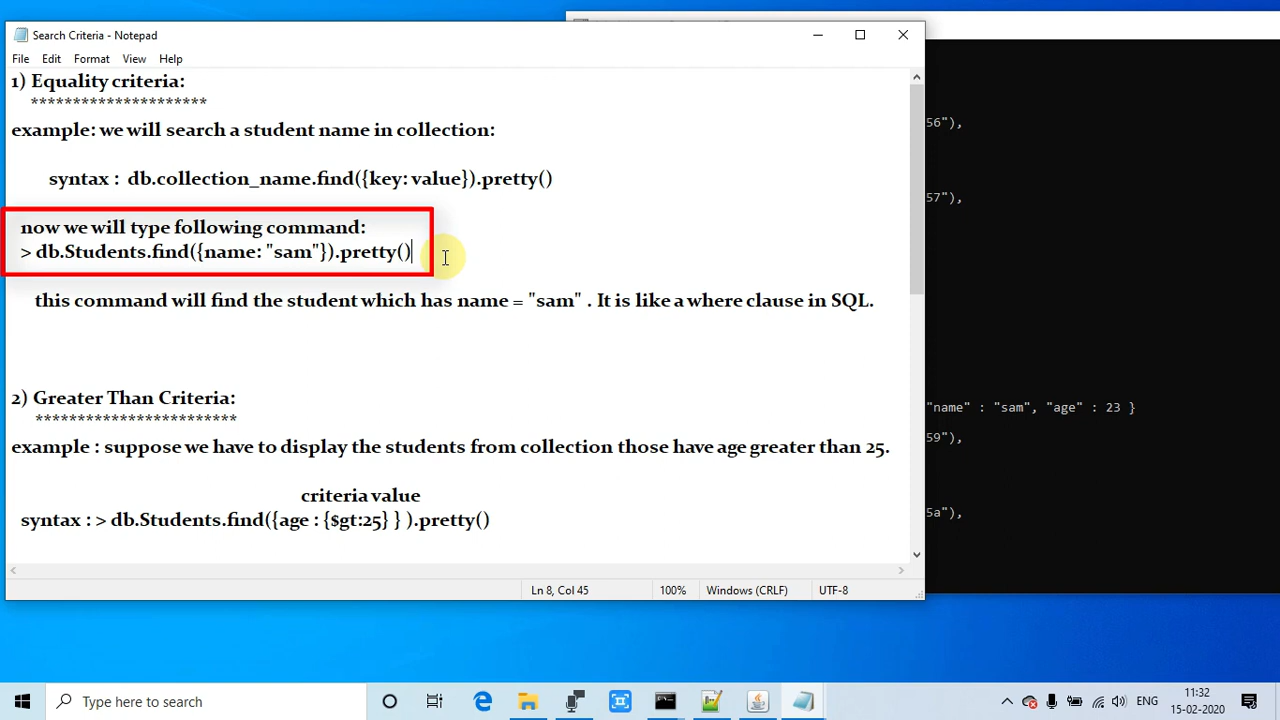 Search Criteria - Notepad
File Edit Format View Help
1) Equality criteria:
*********************
example: we will search a student name in collection:
syntax : db.collection_name.find({key: value}).pretty()
now we will type following command:
> db.Students.find({name: "sam"}).pretty()
this command will find the student which has name = "sam" . It is like a where clause in SQL.
2) Greater Than Criteria:
************************
example : suppose we have to display the students from collection those have age greater than 25.
criteria value
syntax : > db.Students.find({age : {$gt:25} } ).pretty()
Ln 8, Col 45 100% Windows (CRLF) UTF-8
56"),
57"),
"name" : "sam", "age" : 23 }
59"),
5a"),
Type here to search
ENG
11:32
15-02-2020